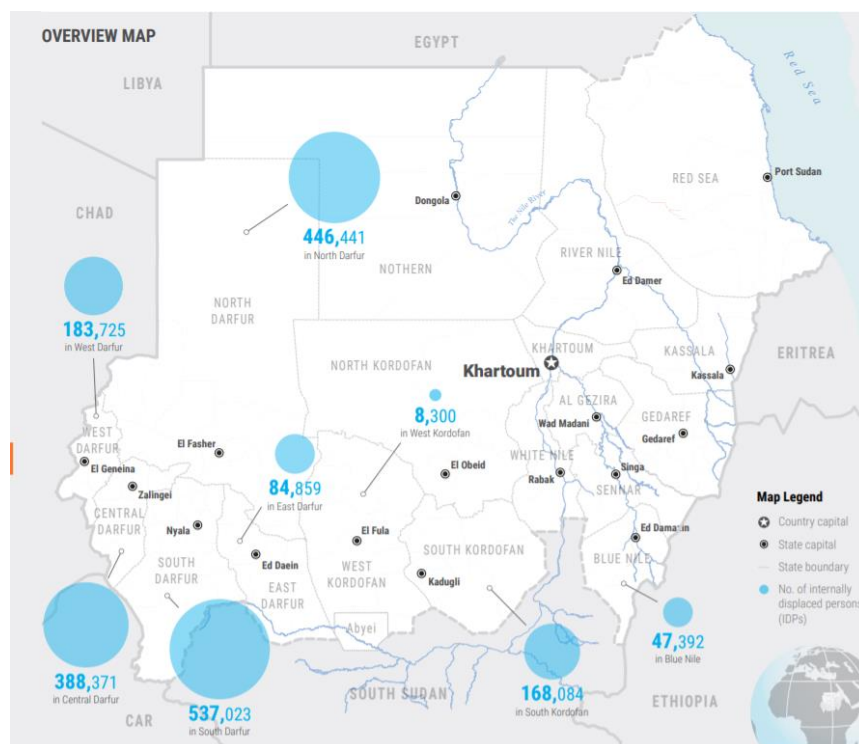 OVERVIEW MAP
EGYPT
LIBYA
Red Sea
RED SEA
Port Sudan
CHAD
Dongola
The Nile River
446,441
in North Darfur
NOTHERN
RIVER NILE
Ed Damer
NORTH
DARFUR
183,725
in West Darfur
NORTH KORDOFAN
KHARTOUM
Khartoum
KASSALA
Kassala
ERITREA
8,300
in West Kordofan
AL GEZIRA
Wad Madani
GEDAREF
Gedaref
WEST
DARFUR
El Geneina
El Fasher
84,859
in East Darfur
El Obeid
WHITE NILE
Rabak
Singa
SENNAR
Zalingei
CENTRAL
DARFUR
Nyala
SOUTH
DARFUR
Ed Daein
EAST
DARFUR
El Fula
WEST
KORDOFAN
SOUTH KORDOFAN
Kadugli
Abyei
Ed Damazin
BLUE NILE
47,392
in Blue Nile
388,371
in Central Darfur
CAR
537,023
in South Darfur
SOUTH SUDAN
168,084
in South Kordofan
ETHIOPIA
Map Legend
Country capital
State capital
State boundary
No. of internally
displaced persons
(IDPs)